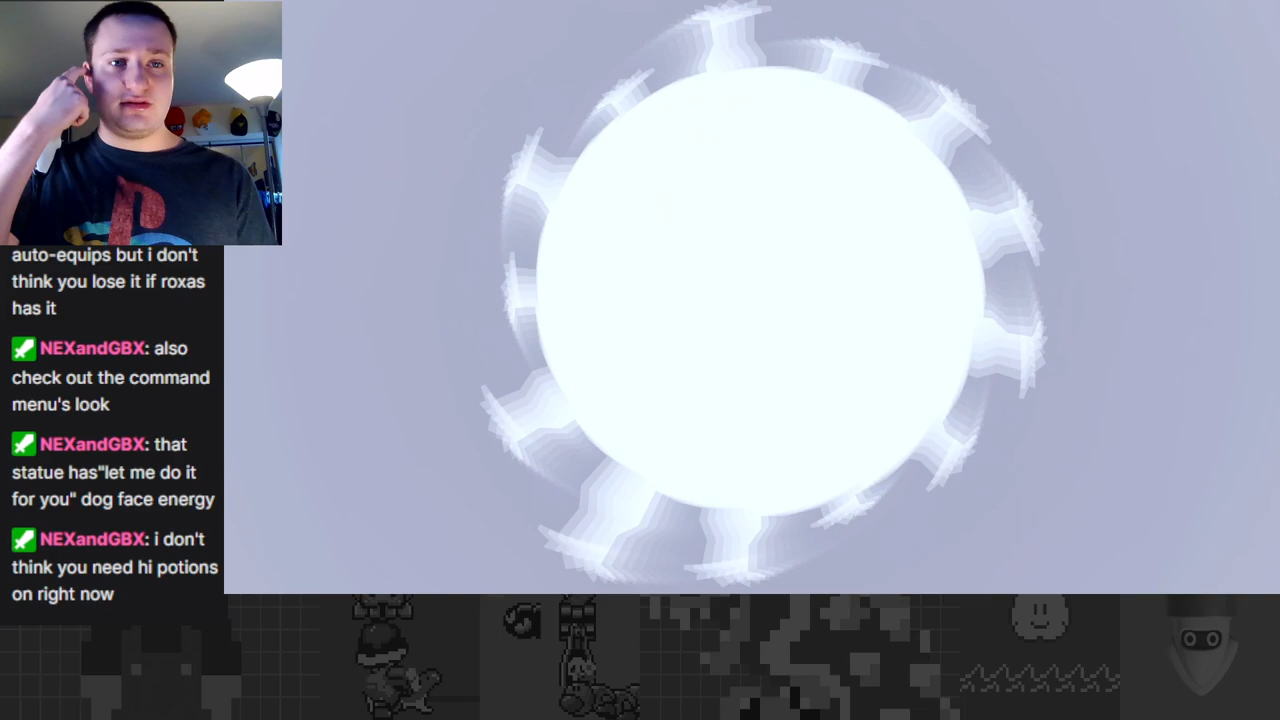 auto-equips but i don't
think you lose it if roxas
has it
NEXandGBX: also
check out the command
menu's look
NEXandGBX: that
statue has"let me do it
for you" dog face energy
NEXandGBX: i don't
think you need hi potions
on right now